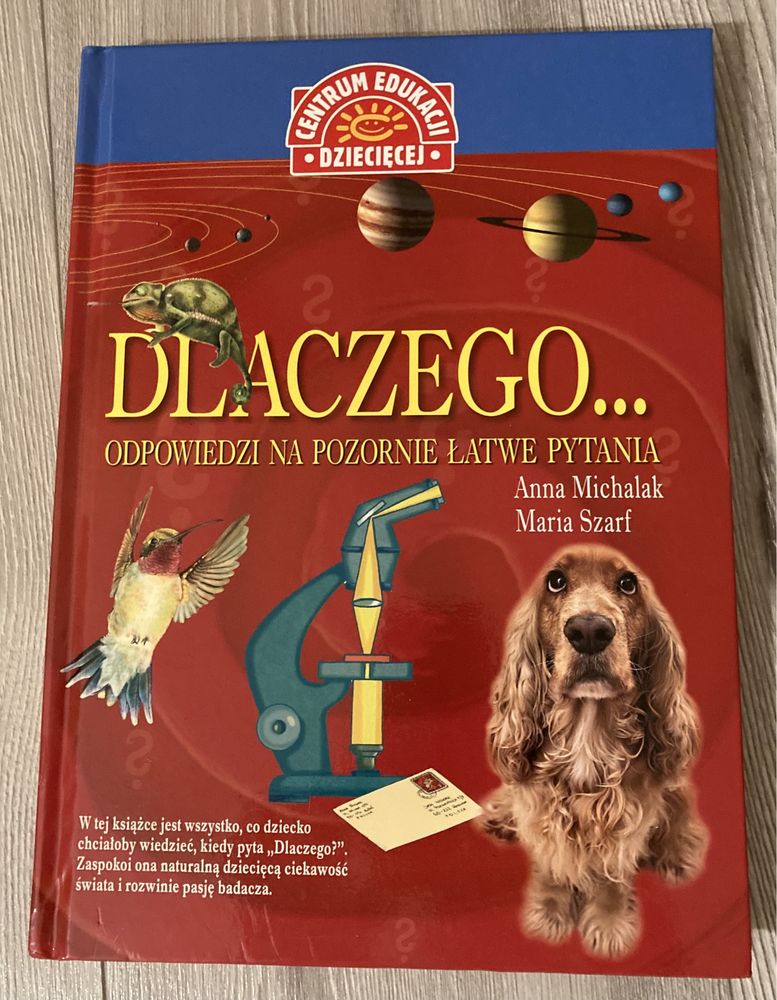 CENTRUM EDUKACJI
• DZIECIĘCEJ •
DLACZEGO...
ODPOWIEDZI NA POZORNIE ŁATWE PYTANIA
Anna Michalak
Maria Szarf
W tej książce jest wszystko, co dziecko
chciałoby wiedzieć, kiedy pyta „Dlaczego?”.
Zaspokoi ona naturalną dziecięcą ciekawość
świata i rozwinie pasję badacza.